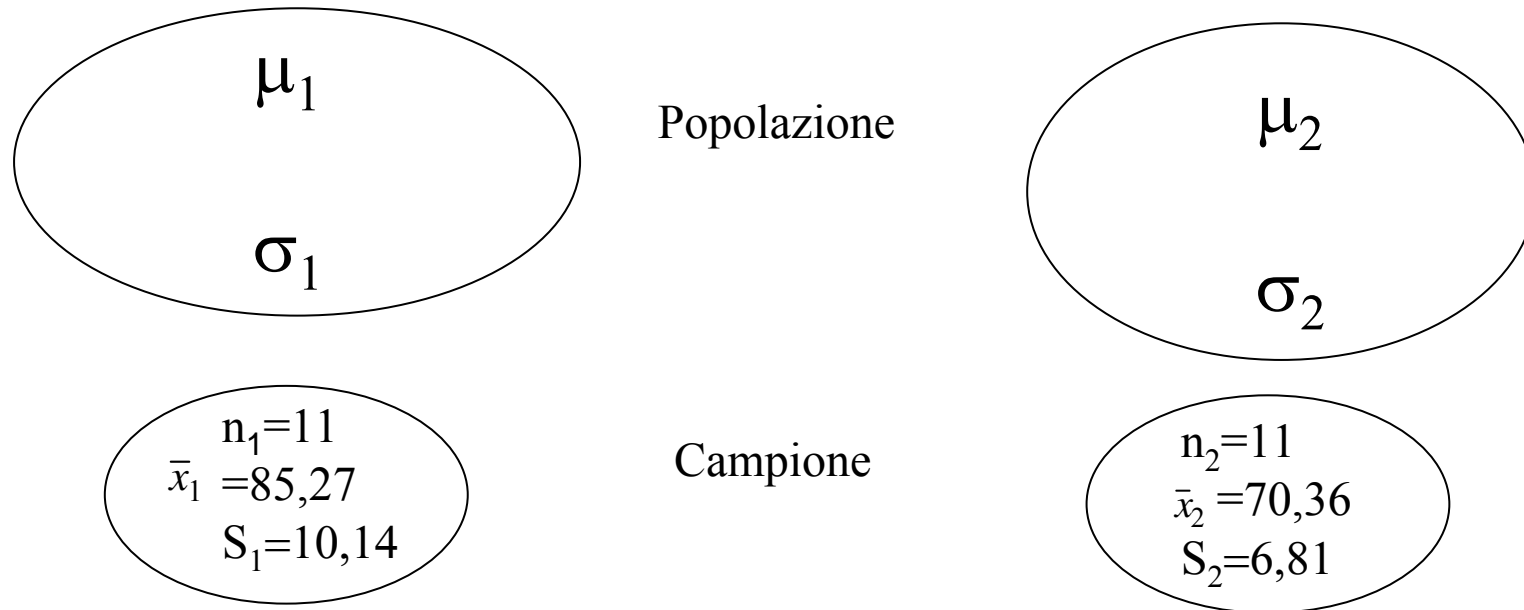 μ1
Popolazione
μ2
σ1
σ2
n1=11
x̄1 =85,27
S1=10,14
Campione
n2=11
x̄2 =70,36
S2=6,81